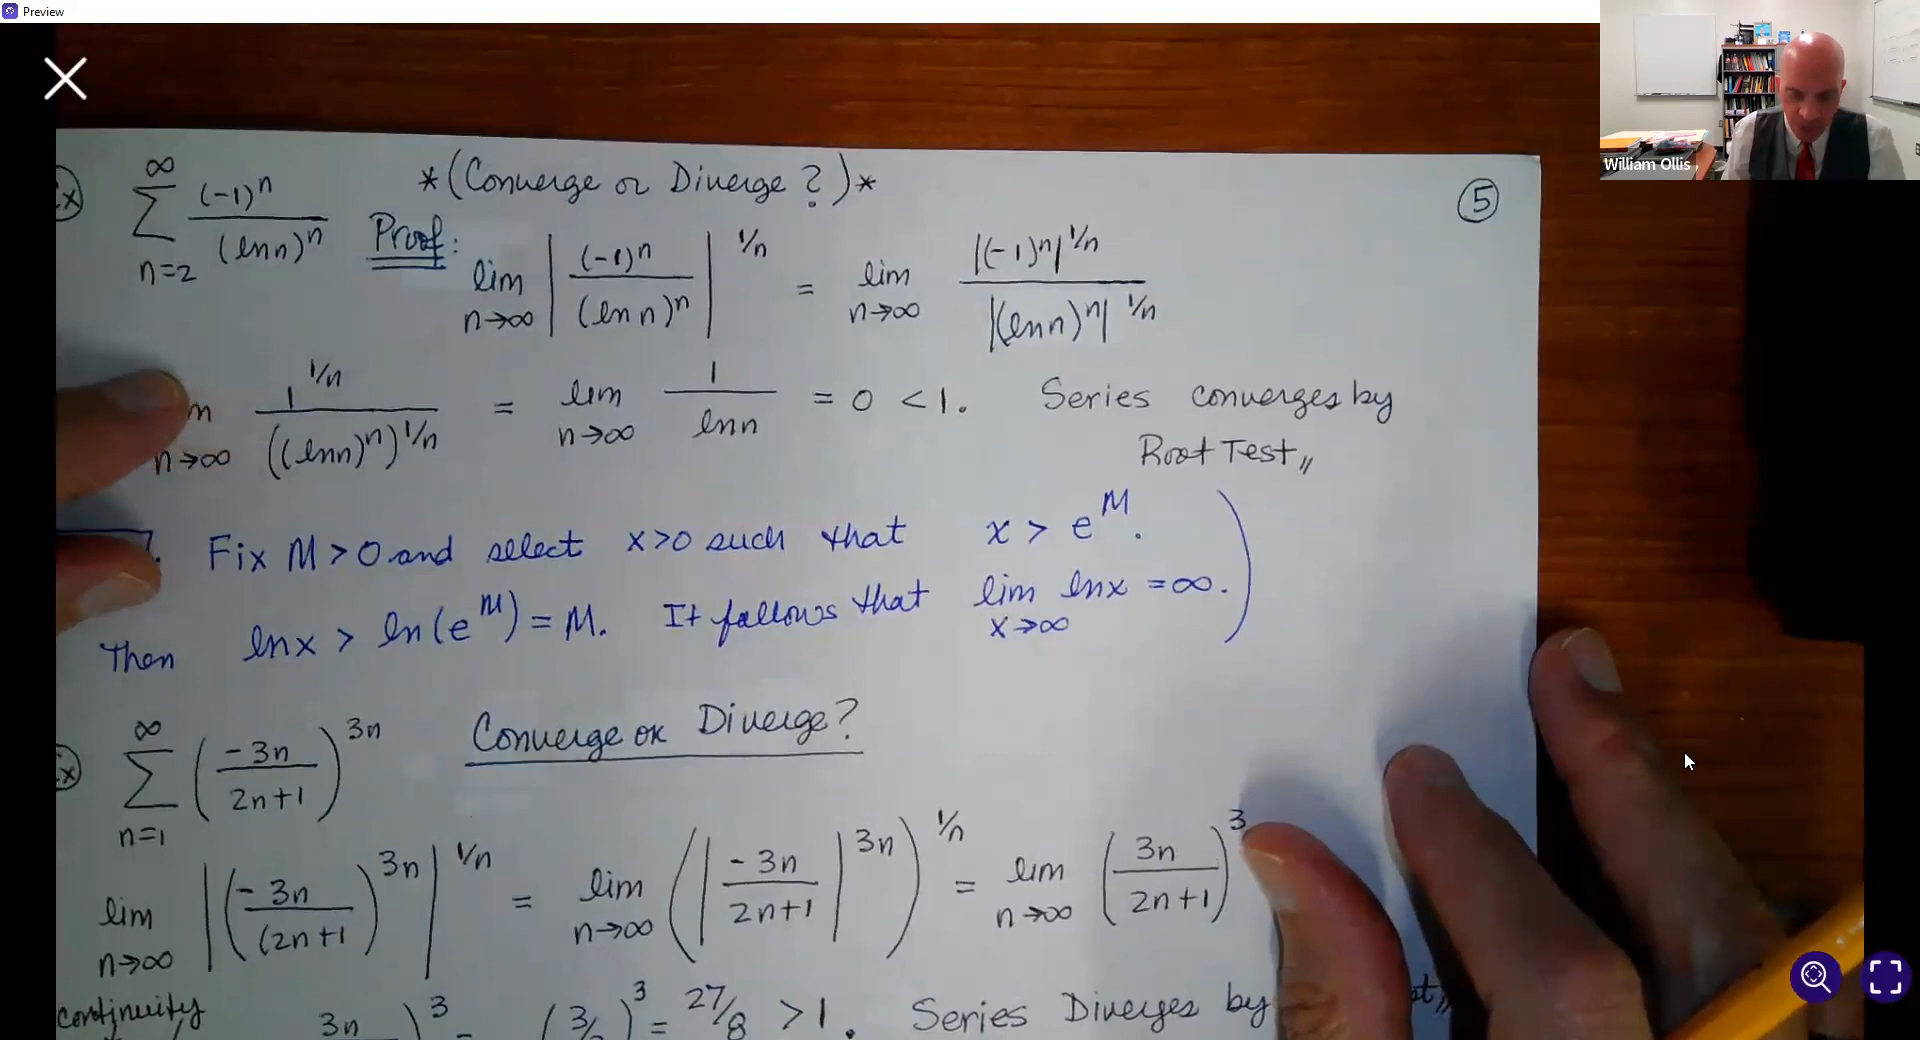 Preview
William Ollis
Ex ∞ ∑ n=2 (-1)^n / (ln n)^n *(Converge or Diverge?)* 5
Proof: lim n→∞ | (-1)^n / (ln n)^n |^1/n = lim n→∞ |(-1)^n|^1/n / |(ln n)^n|^1/n
n→∞ 1^1/n / ((ln n)^n)^1/n = lim n→∞ 1 / ln n = 0 < 1. Series converges by
Root Test,,
Fix M > 0 and select x>0 such that x > e^M.
Then ln x > ln(e^M) = M. It follows that lim x→∞ ln x = ∞. )
Ex ∞ ∑ n=1 ( -3n / 2n+1 )^3n Converge or Diverge?
lim n→∞ | ( -3n / (2n+1 )^3n |^1/n = lim n→∞ ( | -3n / 2n+1 |^3n )^1/n = lim n→∞ ( 3n / 2n+1 )^3
continuity 3n )^3 = (3/ )^3 = 27/8 > 1. Series Diverges by